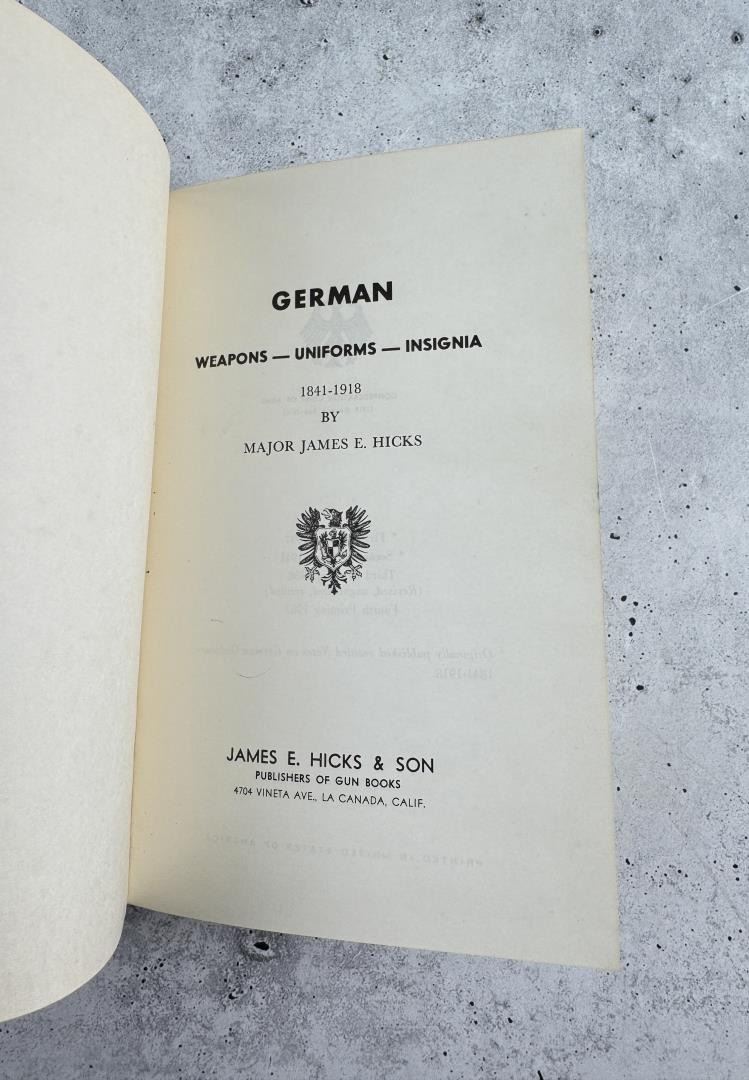 GERMAN
WEAPONS — UNIFORMS — INSIGNIA
1841-1918
BY
MAJOR JAMES E. HICKS
JAMES E. HICKS & SON
PUBLISHERS OF GUN BOOKS
4704 VINETA AVE., LA CANADA, CALIF.